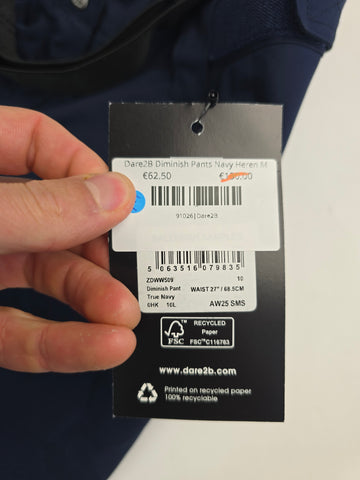 Dare2B Diminish Pants Navy Heren M
€62.50
91026|Dare2B
5 063516 079835
ZDWW509 10
Diminish Pant WAIST 27" / 68.5CM
True Navy
0HK 10L AW25 SMS
FSC
RECYCLED
Paper
FSC™C116763
www.dare2b.com
Printed on recycled paper
100% recyclable